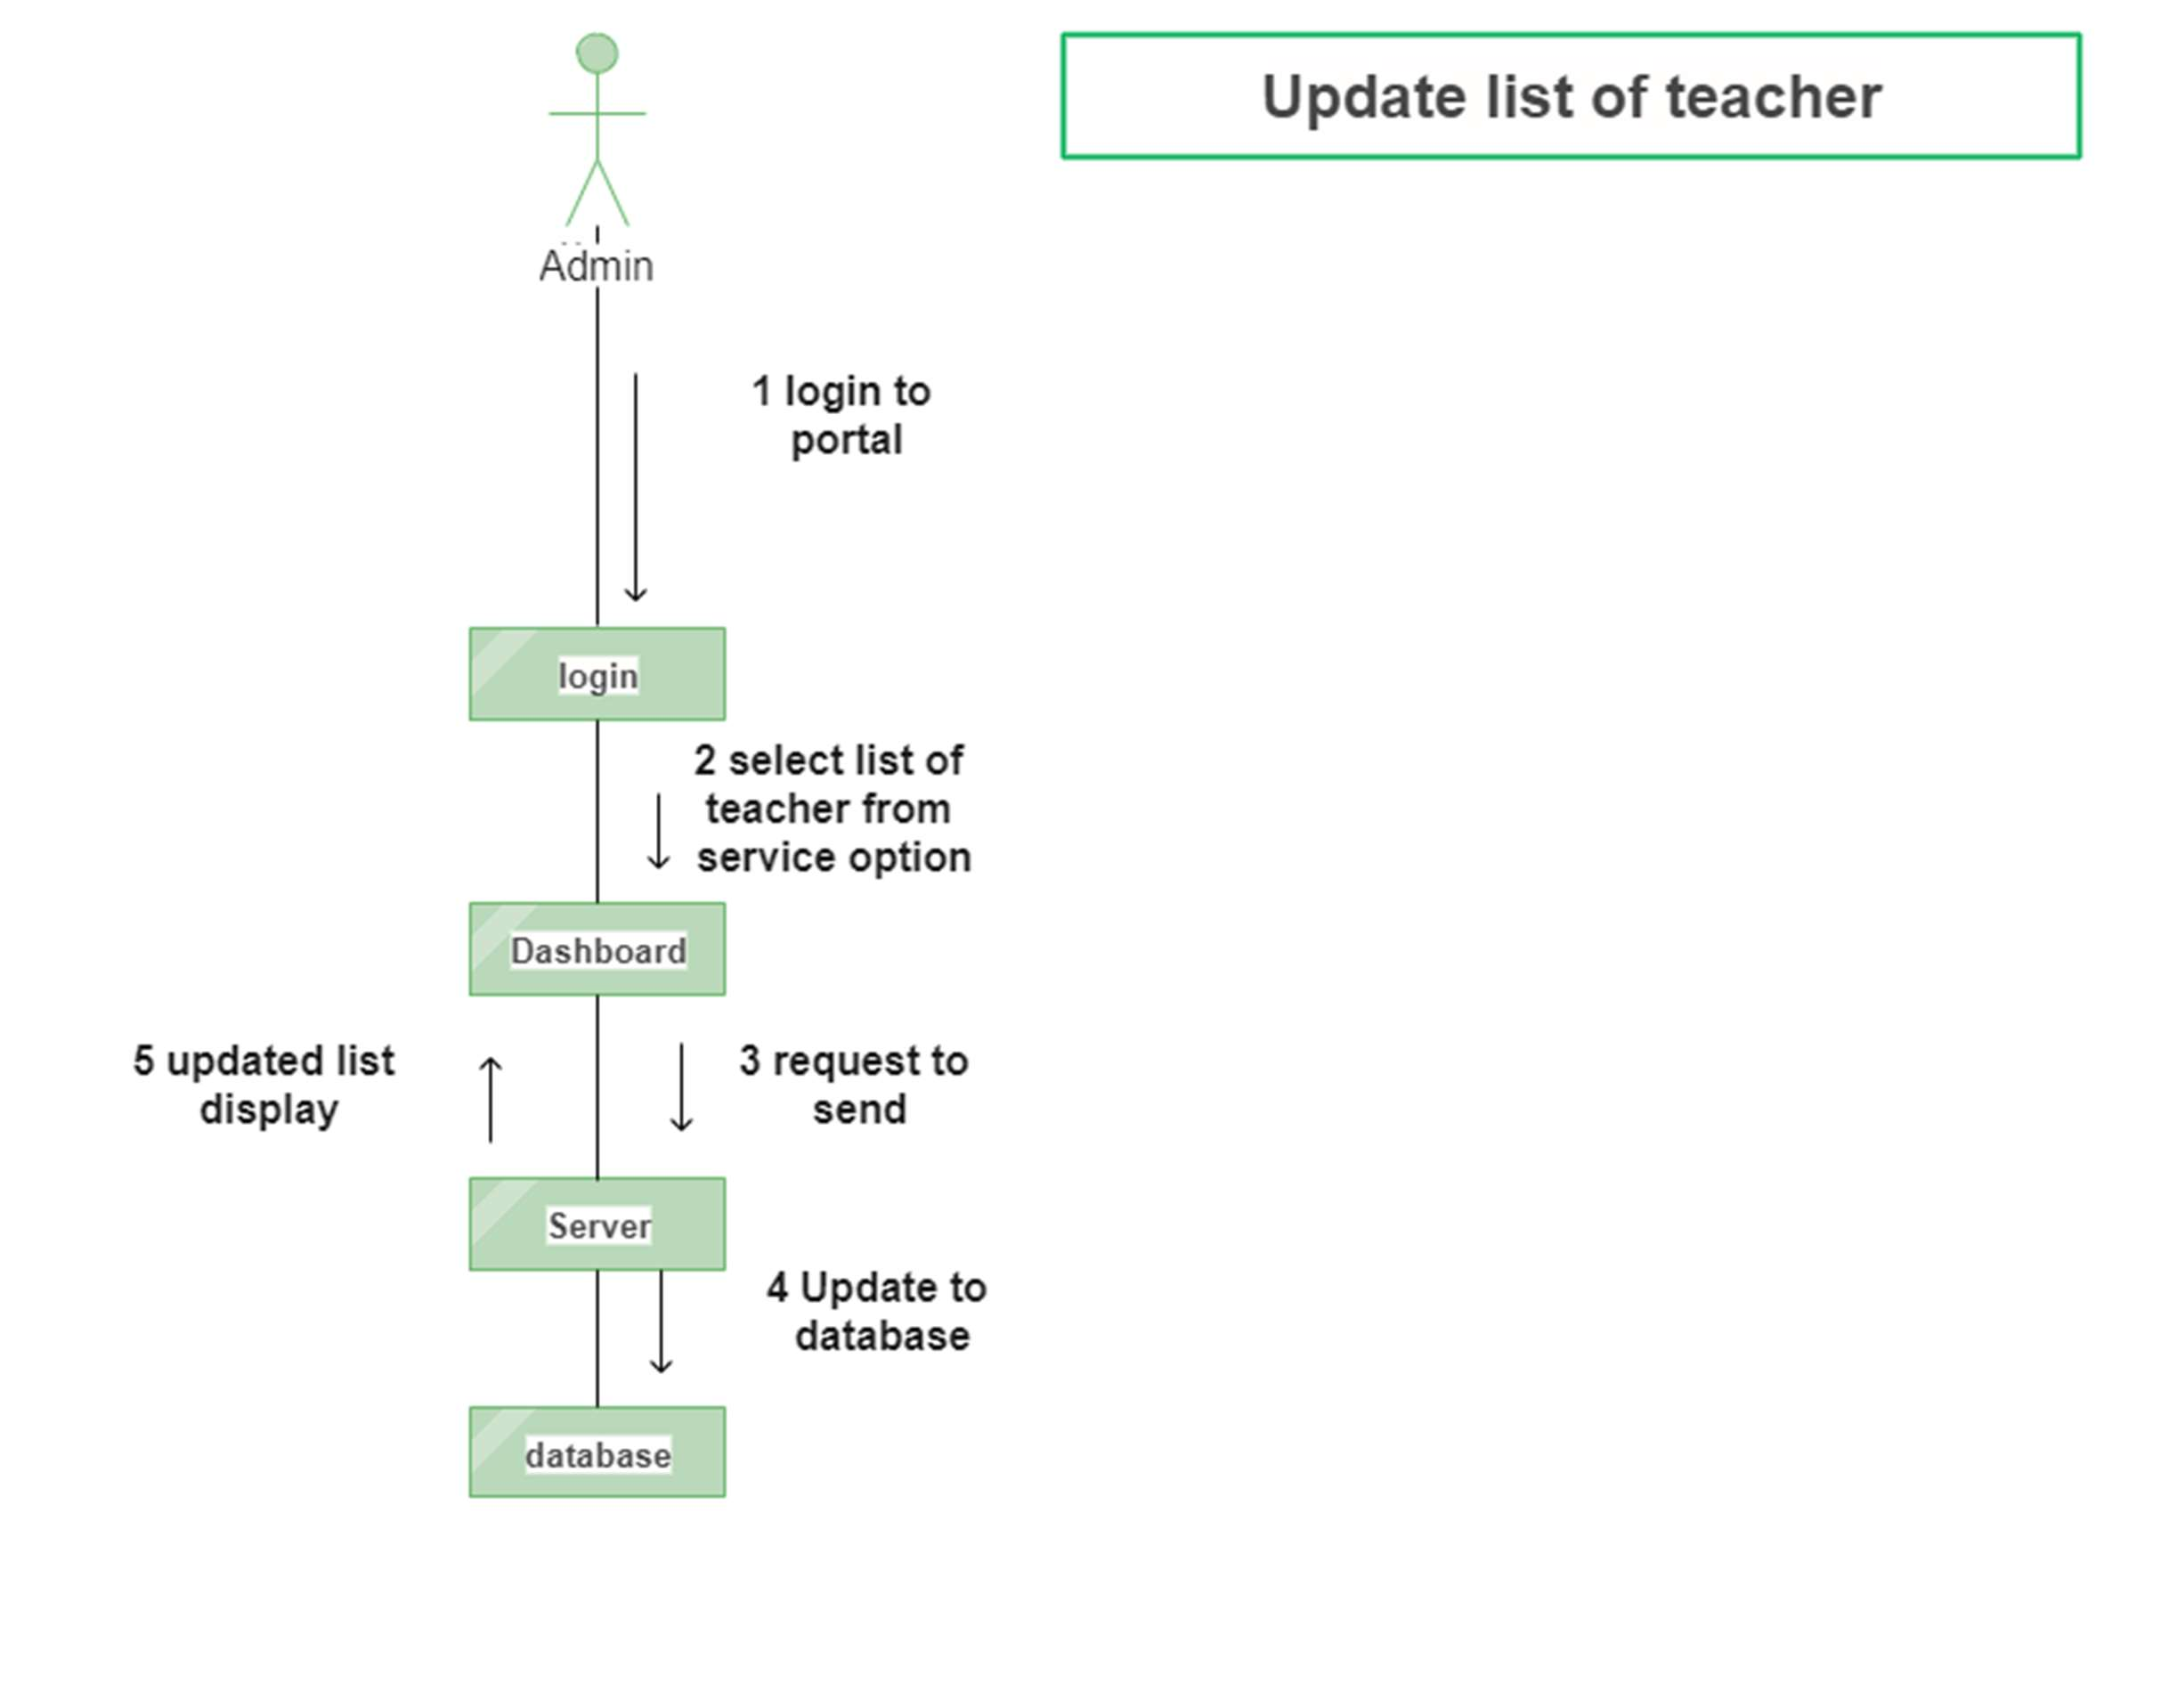 Update list of teacher
Admin
1 login to
portal
login
2 select list of
teacher from
service option
Dashboard
5 updated list
display
3 request to
send
Server
4 Update to
database
database